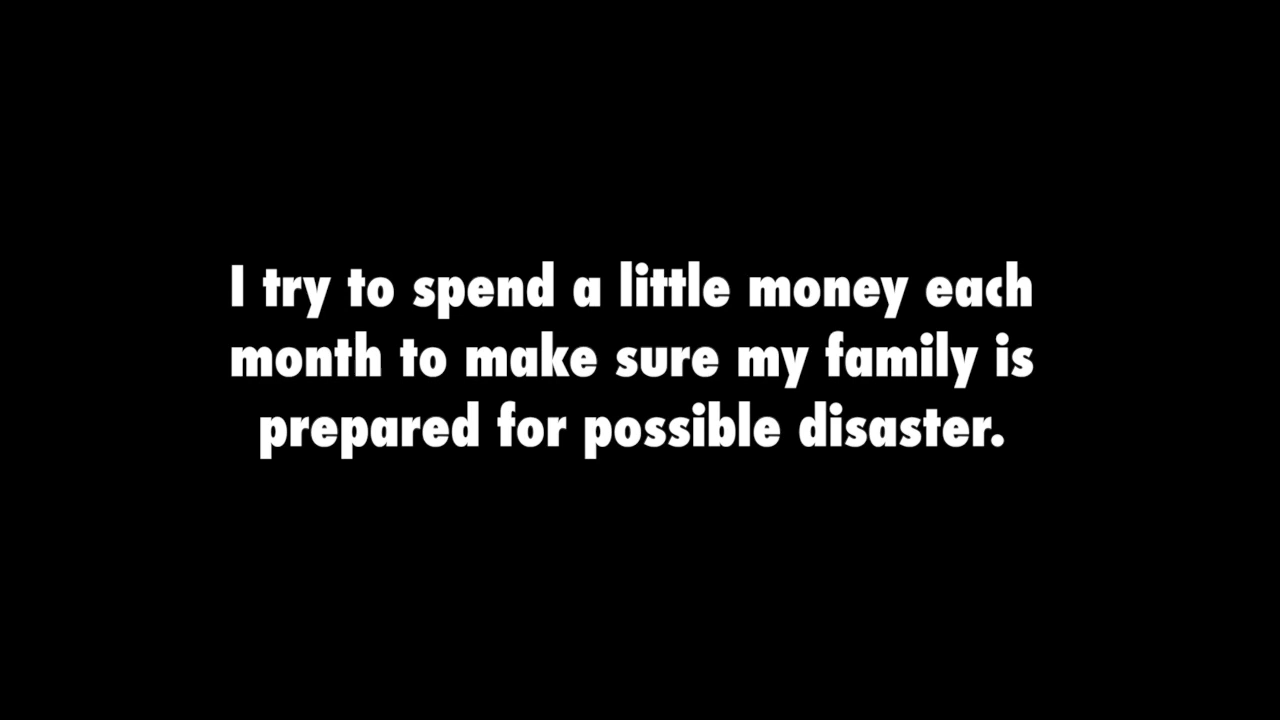 I try to spend a little money each
month to make sure my family is
prepared for possible disaster.